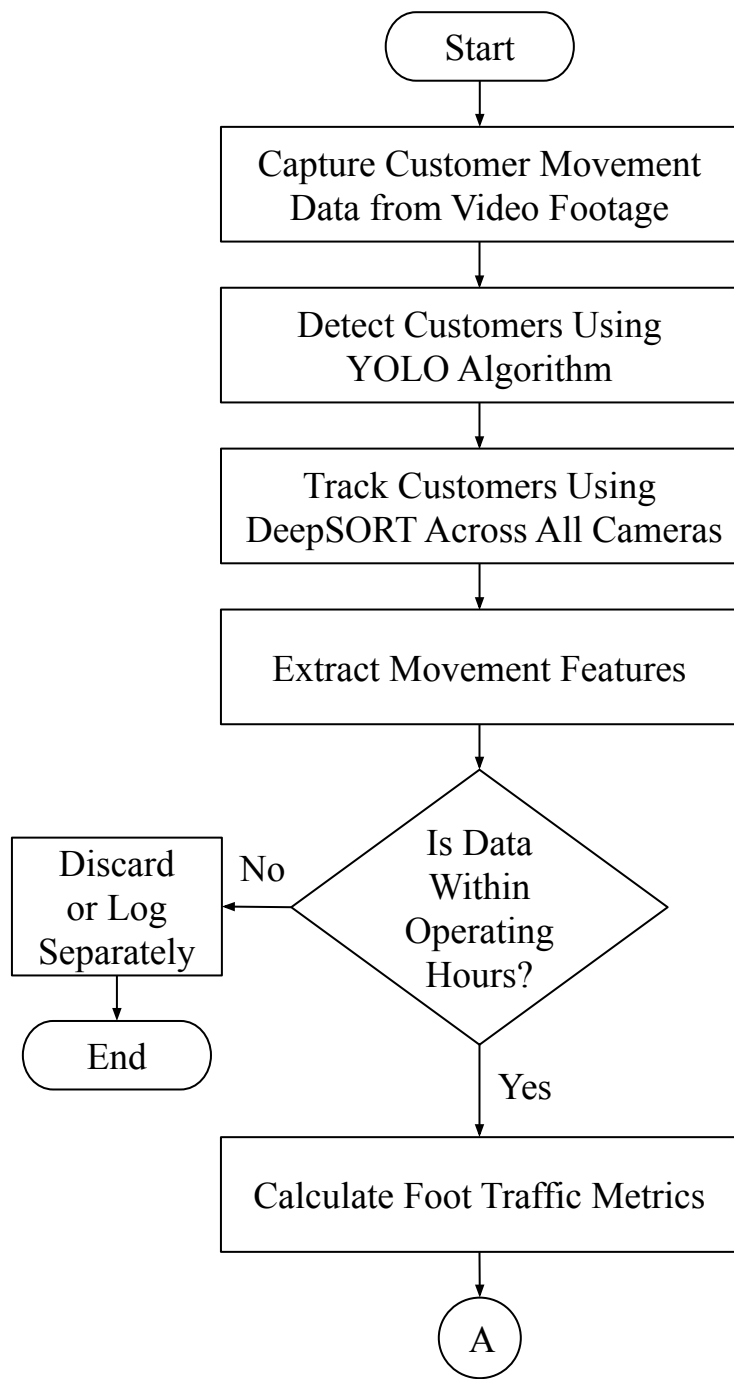 Start
Capture Customer Movement
Data from Video Footage
Detect Customers Using
YOLO Algorithm
Track Customers Using
DeepSORT Across All Cameras
Extract Movement Features
Is Data
Within
Operating
Hours?
No
Discard
or Log
Separately
End
Yes
Calculate Foot Traffic Metrics
A